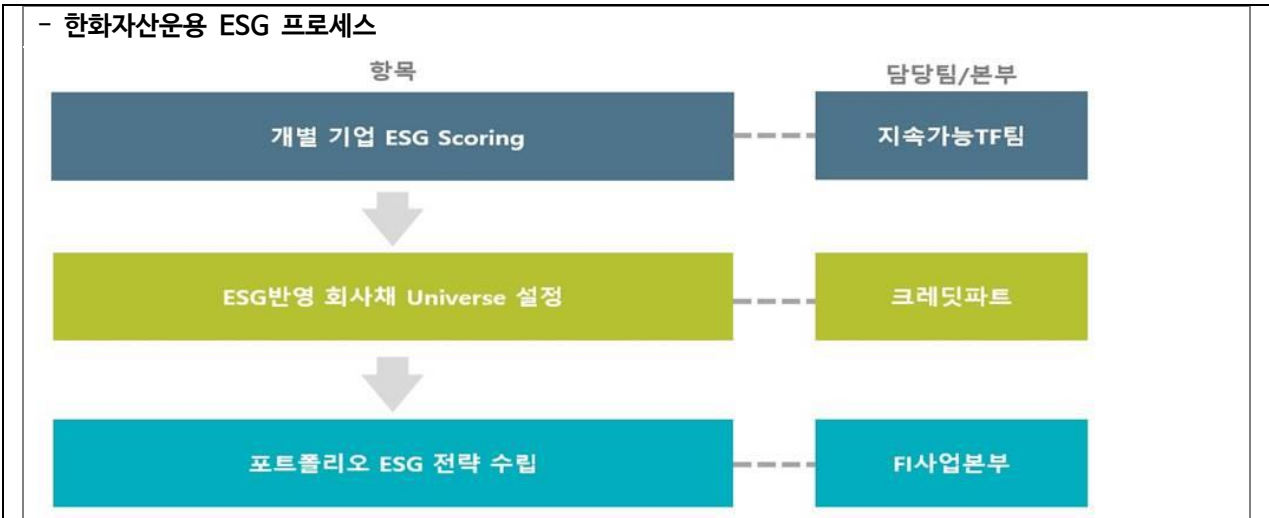 - 한화자산운용 ESG 프로세스
항목 담당팀/본부
개별 기업 ESG Scoring 지속가능TF팀
ESG반영 회사채 Universe 설정 크레딧파트
포트폴리오 ESG 전략 수립 FI사업본부